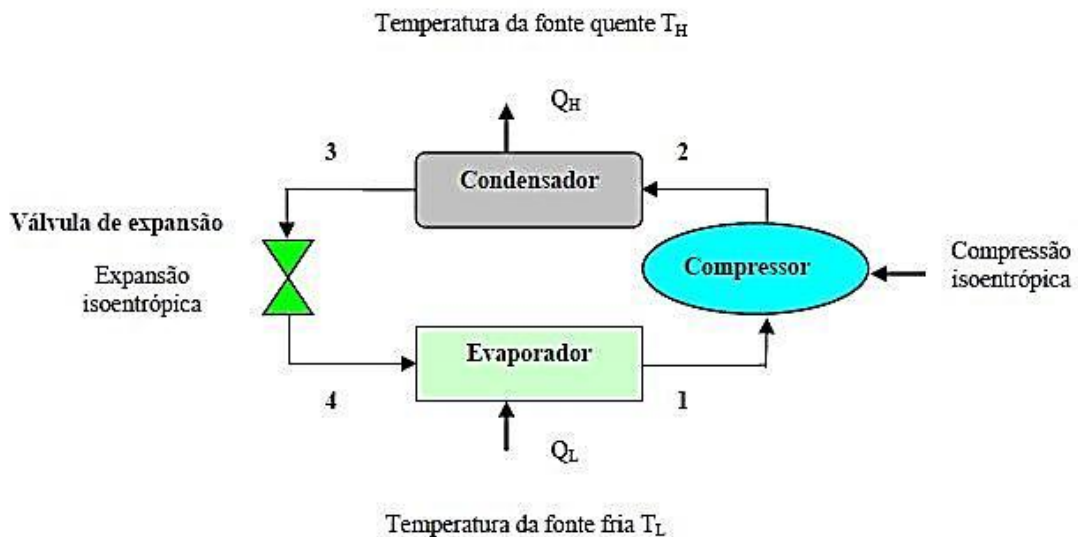 Temperatura da fonte quente T_H
Q_H
3
2
Condensador
Válvula de expansão
Expansão
isoentrópica
Compressor
Compressão
isoentrópica
Evaporador
4
1
Q_L
Temperatura da fonte fria T_L